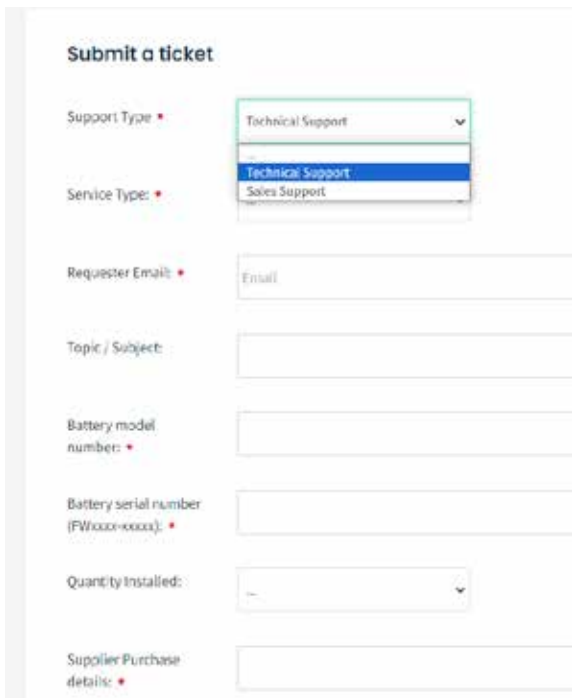 Submit a ticket
Support Type •
Technical Support
...
Technical Support
Sales Support
Service Type: •
...
Requester Email: •
Email
Topic / Subject:
Battery model
number: •
Battery serial number
(FWxxxx-xxxxx): •
Quantity Installed:
...
Supplier Purchase
details: •